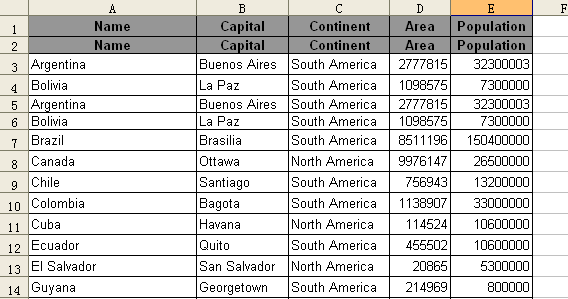 A B C D E F
1 Name Capital Continent Area Population
2 Name Capital Continent Area Population
3 Argentina Buenos Aires South America 2777815 32300003
4 Bolivia La Paz South America 1098575 7300000
5 Argentina Buenos Aires South America 2777815 32300003
6 Bolivia La Paz South America 1098575 7300000
7 Brazil Brasilia South America 8511196 150400000
8 Canada Ottawa North America 9976147 26500000
9 Chile Santiago South America 756943 13200000
10 Colombia Bagota South America 1138907 33000000
11 Cuba Havana North America 114524 10600000
12 Ecuador Quito South America 455502 10600000
13 El Salvador San Salvador North America 20865 5300000
14 Guyana Georgetown South America 214969 800000